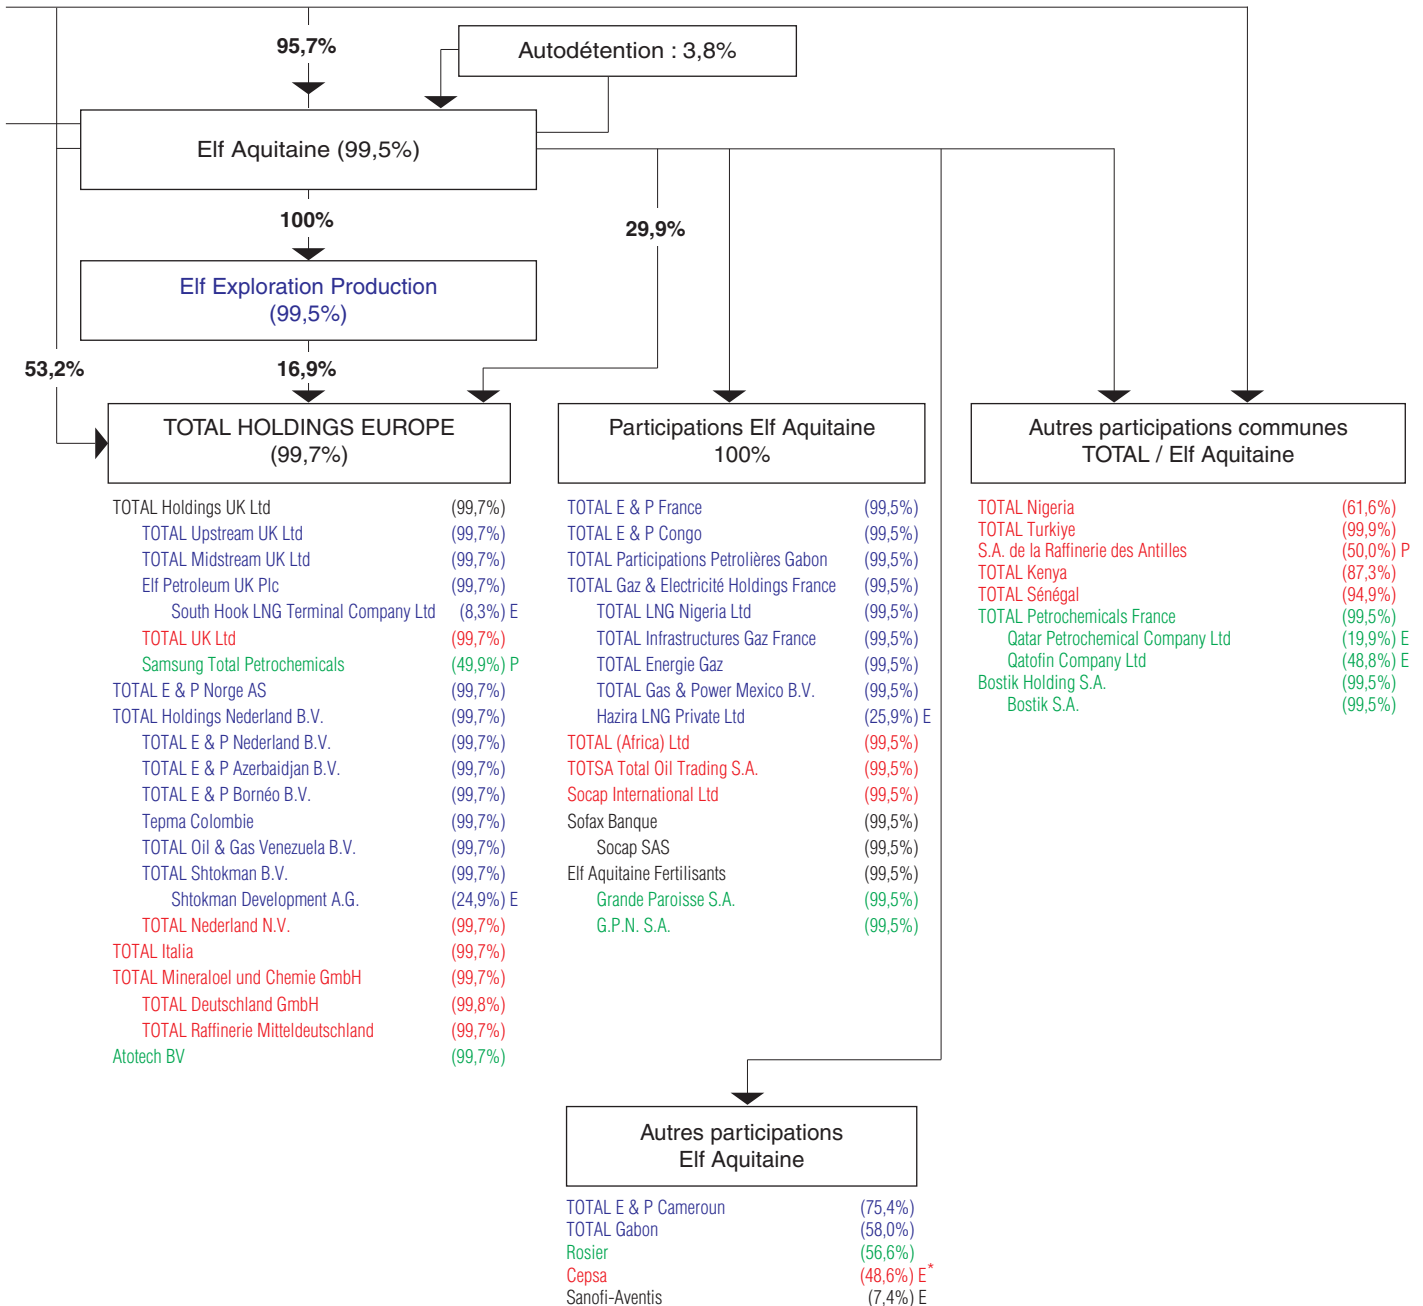 95,7%
Autodétention : 3,8%
Elf Aquitaine (99,5%)
100%
29,9%
Elf Exploration Production
(99,5%)
53,2%
16,9%
TOTAL HOLDINGS EUROPE
(99,7%)
TOTAL Holdings UK Ltd (99,7%)
TOTAL Upstream UK Ltd (99,7%)
TOTAL Midstream UK Ltd (99,7%)
Elf Petroleum UK Plc (99,7%)
South Hook LNG Terminal Company Ltd (8,3%) E
TOTAL UK Ltd (99,7%)
Samsung Total Petrochemicals (49,9%) P
TOTAL E & P Norge AS (99,7%)
TOTAL Holdings Nederland B.V. (99,7%)
TOTAL E & P Nederland B.V. (99,7%)
TOTAL E & P Azerbaidjan B.V. (99,7%)
TOTAL E & P Bornéo B.V. (99,7%)
Tepma Colombie (99,7%)
TOTAL Oil & Gas Venezuela B.V. (99,7%)
TOTAL Shtokman B.V. (99,7%)
Shtokman Development A.G. (24,9%) E
TOTAL Nederland N.V. (99,7%)
TOTAL Italia (99,7%)
TOTAL Mineraloel und Chemie GmbH (99,7%)
TOTAL Deutschland GmbH (99,8%)
TOTAL Raffinerie Mitteldeutschland (99,7%)
Atotech BV (99,7%)
Participations Elf Aquitaine
100%
TOTAL E & P France (99,5%)
TOTAL E & P Congo (99,5%)
TOTAL Participations Petrolières Gabon (99,5%)
TOTAL Gaz & Electricité Holdings France (99,5%)
TOTAL LNG Nigeria Ltd (99,5%)
TOTAL Infrastructures Gaz France (99,5%)
TOTAL Energie Gaz (99,5%)
TOTAL Gas & Power Mexico B.V. (99,5%)
Hazira LNG Private Ltd (25,9%) E
TOTAL (Africa) Ltd (99,5%)
TOTSA Total Oil Trading S.A. (99,5%)
Socap International Ltd (99,5%)
Sofax Banque (99,5%)
Socap SAS (99,5%)
Elf Aquitaine Fertilisants (99,5%)
Grande Paroisse S.A. (99,5%)
G.P.N. S.A. (99,5%)
Autres participations communes
TOTAL / Elf Aquitaine
TOTAL Nigeria (61,6%)
TOTAL Turkiye (99,9%)
S.A. de la Raffinerie des Antilles (50,0%) P
TOTAL Kenya (87,3%)
TOTAL Sénégal (94,9%)
TOTAL Petrochemicals France (99,5%)
Qatar Petrochemical Company Ltd (19,9%) E
Qatofin Company Ltd (48,8%) E
Bostik Holding S.A. (99,5%)
Bostik S.A. (99,5%)
Autres participations
Elf Aquitaine
TOTAL E & P Cameroun (75,4%)
TOTAL Gabon (58,0%)
Rosier (56,6%)
Cepsa (48,6%) E*
Sanofi-Aventis (7,4%) E